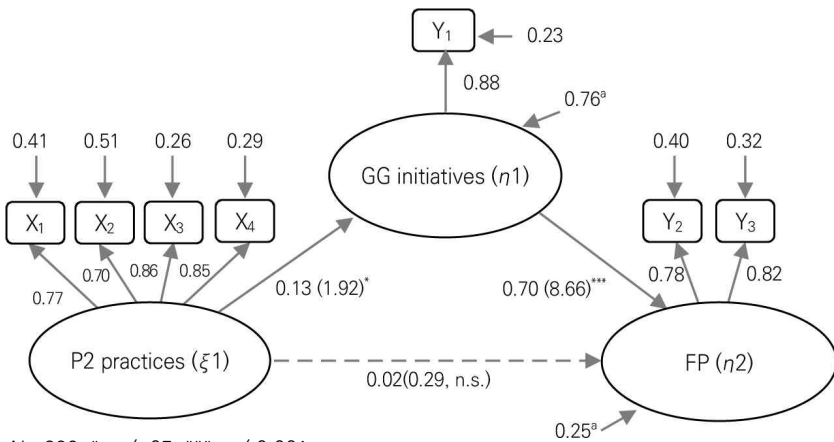 Y₁
0.23
0.88
0.76ᵃ
0.41 0.51 0.26 0.29
0.40 0.32
GG initiatives (η1)
X₁ X₂ X₃ X₄
Y₂ Y₃
0.77 0.70 0.86 0.85
0.13 (1.92)*
0.70 (8.66)***
0.78 0.82
P2 practices (ξ1)
FP (η2)
0.02(0.29, n.s.)
0.25ᵃ